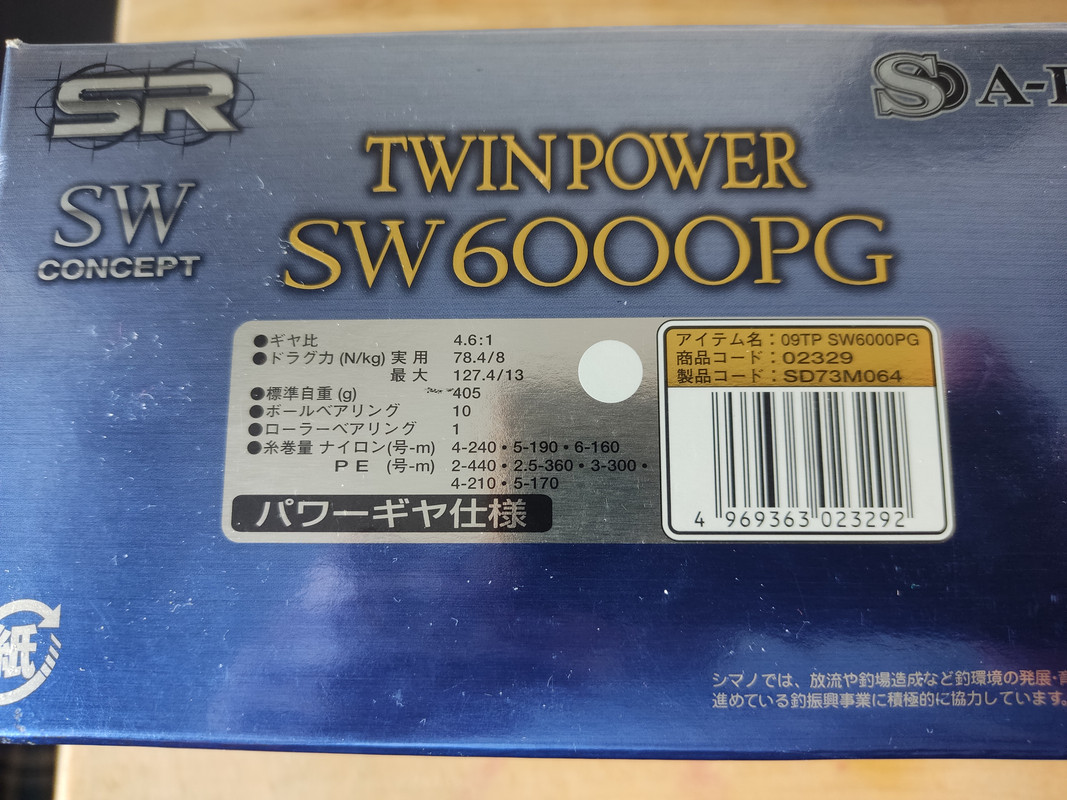 SR
S A-R
TWINPOWER
SW
CONCEPT
SW6000PG
●ギヤ比 4.6:1
●ドラグ力(N/kg) 実用 78.4/8
最大 127.4/13
●標準自重(g) 405
●ボールベアリング 10
●ローラーベアリング 1
●糸巻量 ナイロン(号-m) 4-240・5-190・6-160
PE (号-m) 2-440・2.5-360・3-300・
4-210・5-170
パワーギヤ仕様
アイテム名:09TP SW6000PG
商品コード:02329
製品コード:SD73M064
4 969363 023292
紙
シマノでは、放流や釣場造成など釣環境の発展・
進めている釣振興事業に積極的に協力しています。